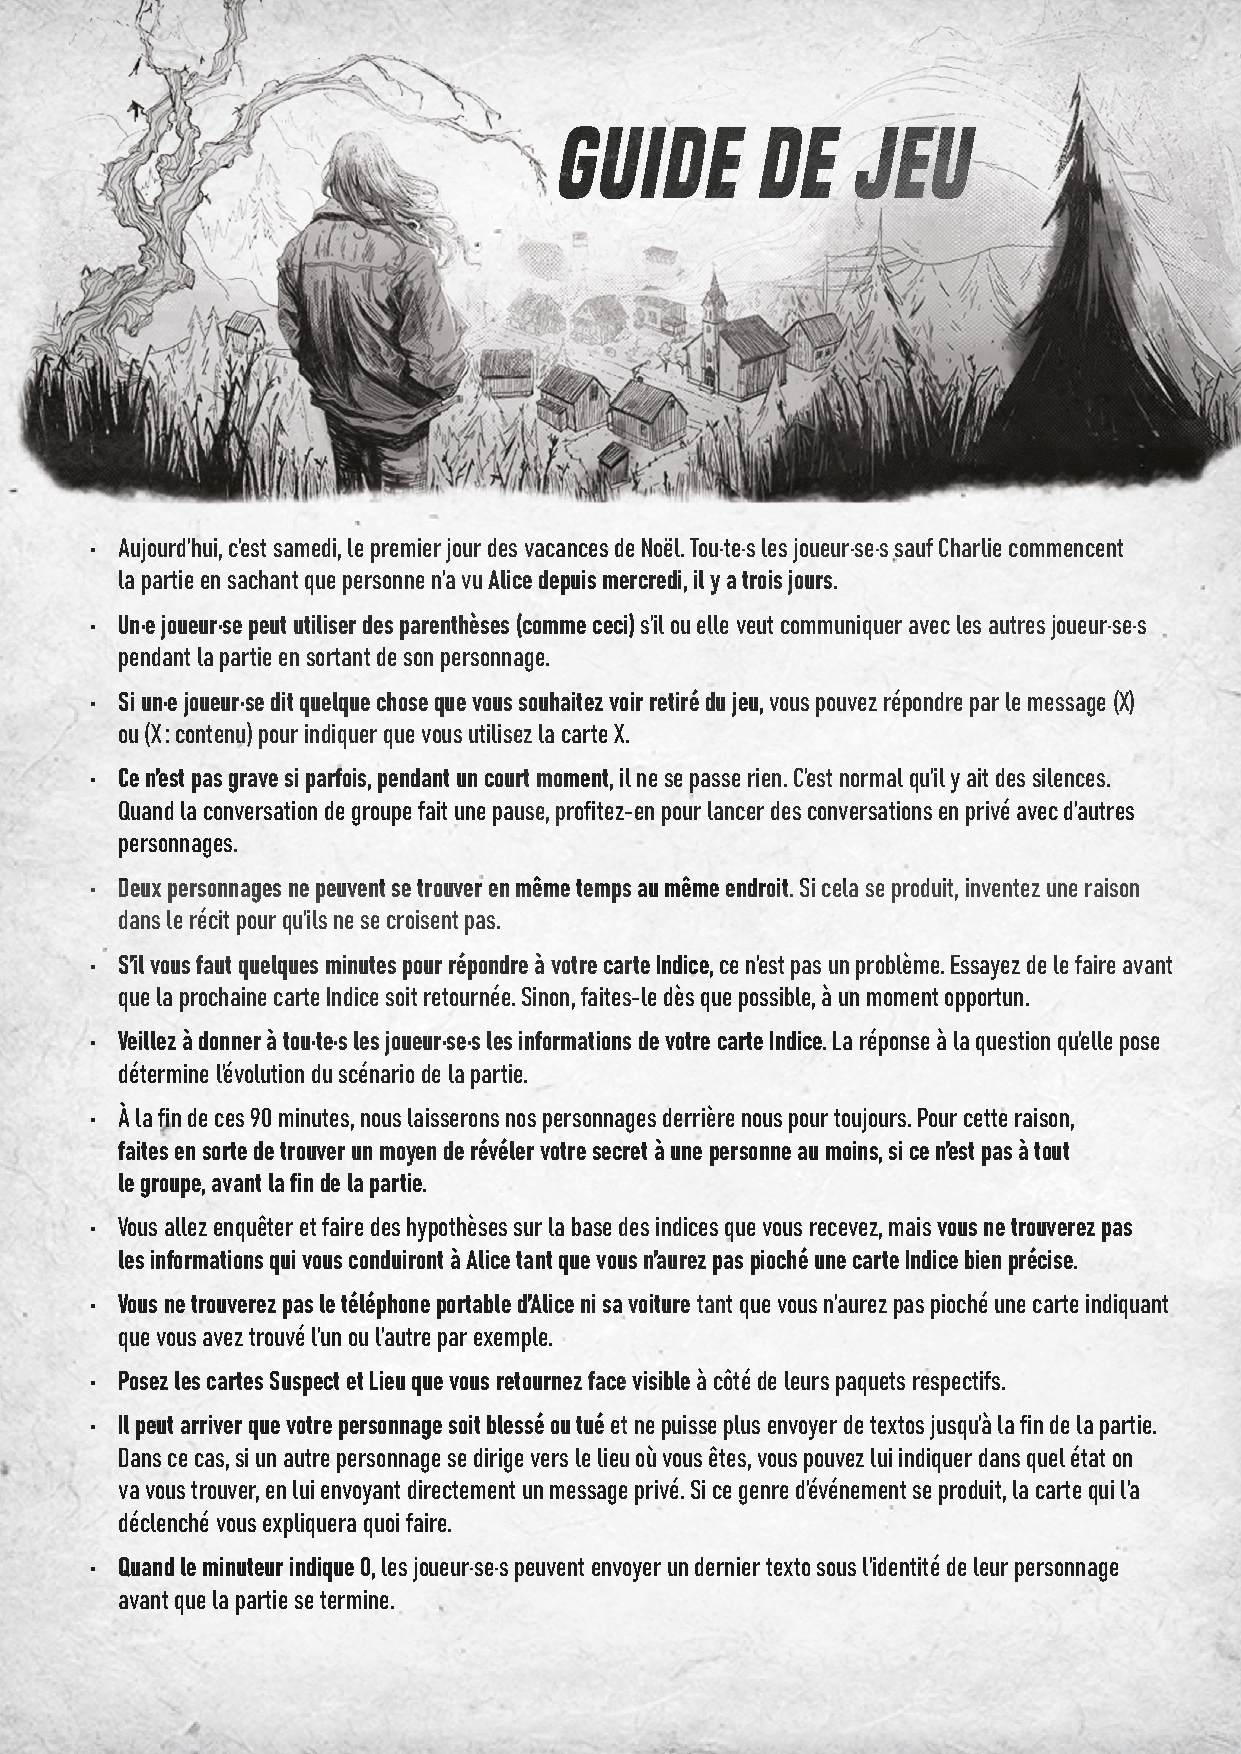 GUIDE DE JEU
· Aujourd'hui, c'est samedi, le premier jour des vacances de Noël. Tou·te·s les joueur·se·s sauf Charlie commencent
la partie en sachant que personne n'a vu Alice depuis mercredi, il y a trois jours.
· Un·e joueur·se peut utiliser des parenthèses (comme ceci) s'il ou elle veut communiquer avec les autres joueur·se·s
pendant la partie en sortant de son personnage.
· Si un·e joueur·se dit quelque chose que vous souhaitez voir retiré du jeu, vous pouvez répondre par le message (X)
ou (X : contenu) pour indiquer que vous utilisez la carte X.
· Ce n'est pas grave si parfois, pendant un court moment, il ne se passe rien. C'est normal qu'il y ait des silences.
Quand la conversation de groupe fait une pause, profitez-en pour lancer des conversations en privé avec d'autres
personnages.
· Deux personnages ne peuvent se trouver en même temps au même endroit. Si cela se produit, inventez une raison
dans le récit pour qu'ils ne se croisent pas.
· S'il vous faut quelques minutes pour répondre à votre carte Indice, ce n'est pas un problème. Essayez de le faire avant
que la prochaine carte Indice soit retournée. Sinon, faites-le dès que possible, à un moment opportun.
· Veillez à donner à tou·te·s les joueur·se·s les informations de votre carte Indice. La réponse à la question qu'elle pose
détermine l'évolution du scénario de la partie.
· À la fin de ces 90 minutes, nous laisserons nos personnages derrière nous pour toujours. Pour cette raison,
faites en sorte de trouver un moyen de révéler votre secret à une personne au moins, si ce n'est pas à tout
le groupe, avant la fin de la partie.
· Vous allez enquêter et faire des hypothèses sur la base des indices que vous recevez, mais vous ne trouverez pas
les informations qui vous conduiront à Alice tant que vous n'aurez pas pioché une carte Indice bien précise.
· Vous ne trouverez pas le téléphone portable d'Alice ni sa voiture tant que vous n'aurez pas pioché une carte indiquant
que vous avez trouvé l'un ou l'autre par exemple.
· Posez les cartes Suspect et Lieu que vous retournez face visible à côté de leurs paquets respectifs.
· Il peut arriver que votre personnage soit blessé ou tué et ne puisse plus envoyer de textos jusqu'à la fin de la partie.
Dans ce cas, si un autre personnage se dirige vers le lieu où vous êtes, vous pouvez lui indiquer dans quel état on
va vous trouver, en lui envoyant directement un message privé. Si ce genre d'événement se produit, la carte qui l'a
déclenché vous expliquera quoi faire.
· Quand le minuteur indique 0, les joueur·se·s peuvent envoyer un dernier texto sous l'identité de leur personnage
avant que la partie se termine.